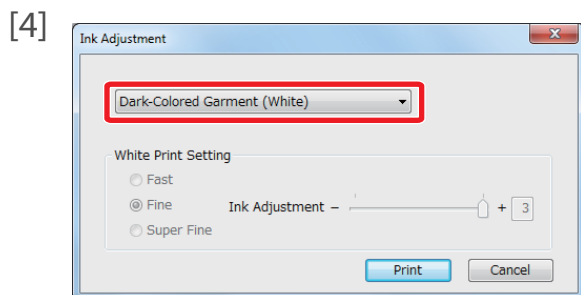 [4]
Ink Adjustment
Dark-Colored Garment (White)
White Print Setting
Fast
Fine Ink Adjustment – + 3
Super Fine
Print Cancel